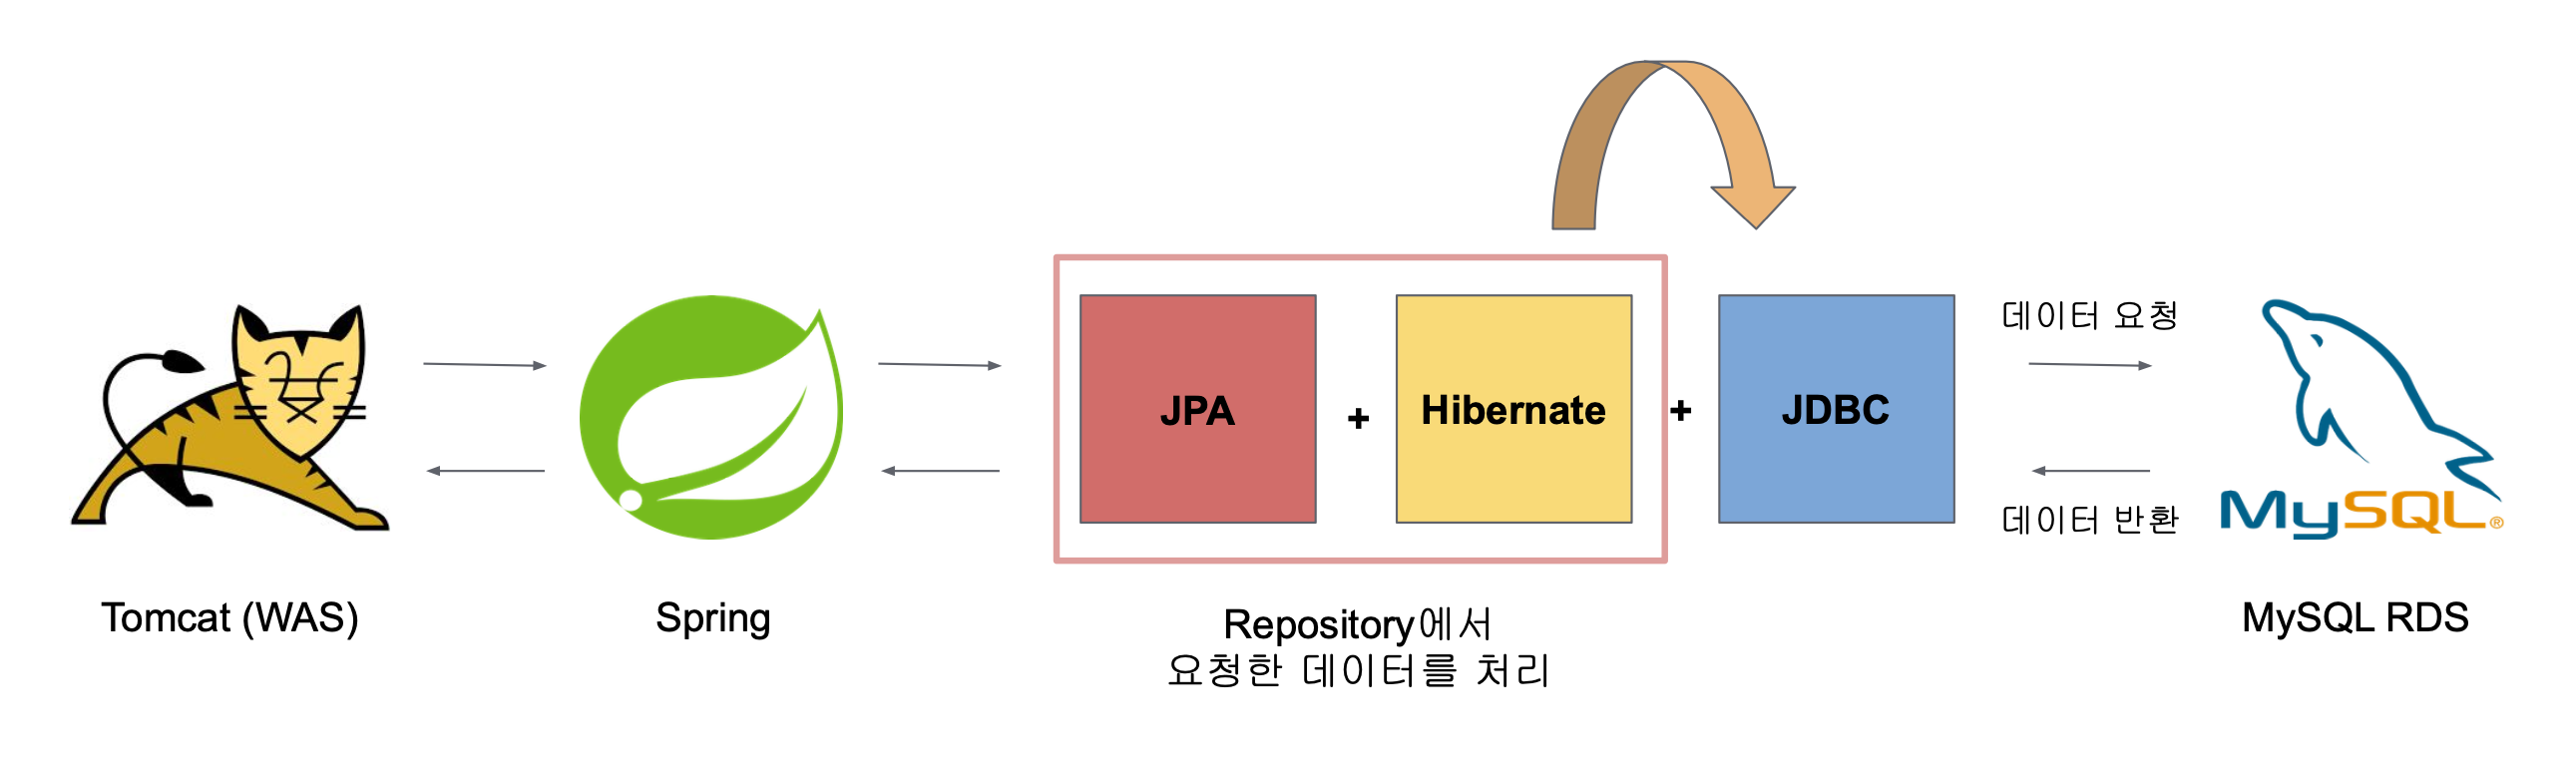 JPA
+
Hibernate
+
JDBC
데이터 요청
데이터 반환
MySQL®
Tomcat (WAS)
Spring
Repository에서
요청한 데이터를 처리
MySQL RDS